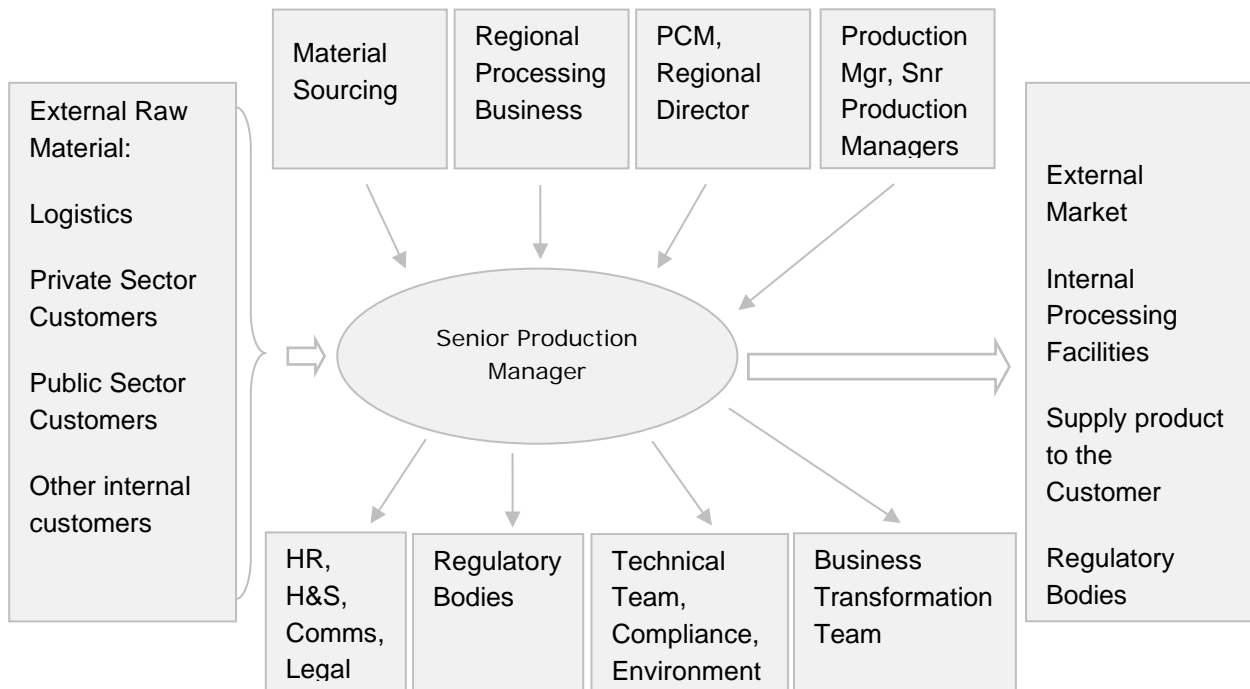 Material
Sourcing
Regional
Processing
Business
PCM,
Regional
Director
Production
Mgr, Snr
Production
Managers
External Raw
Material:
Logistics
Private Sector
Customers
Public Sector
Customers
Other internal
customers
Senior Production
Manager
External
Market
Internal
Processing
Facilities
Supply product
to the
Customer
Regulatory
Bodies
HR,
H&S,
Comms,
Legal
Regulatory
Bodies
Technical
Team,
Compliance,
Environment
Business
Transformation
Team